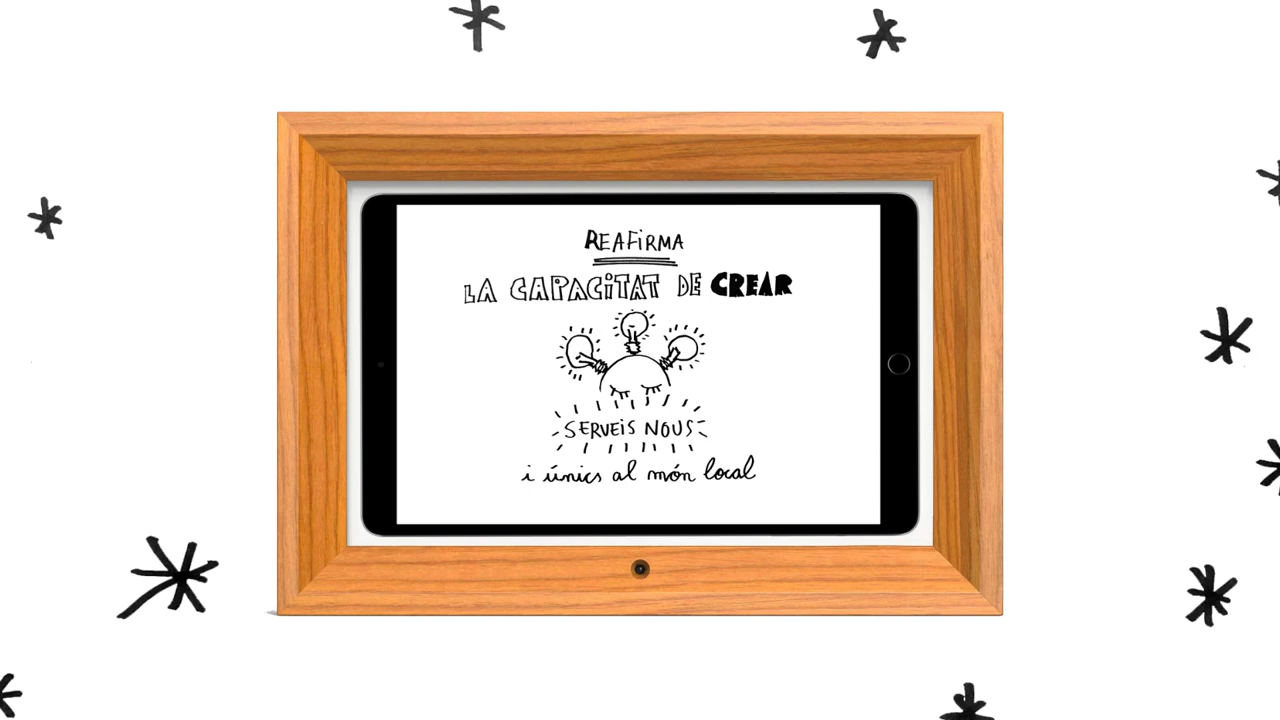 REAFIRMA
LA CAPACITAT DE CREAR
SERVEIS NOUS
i únics al món local